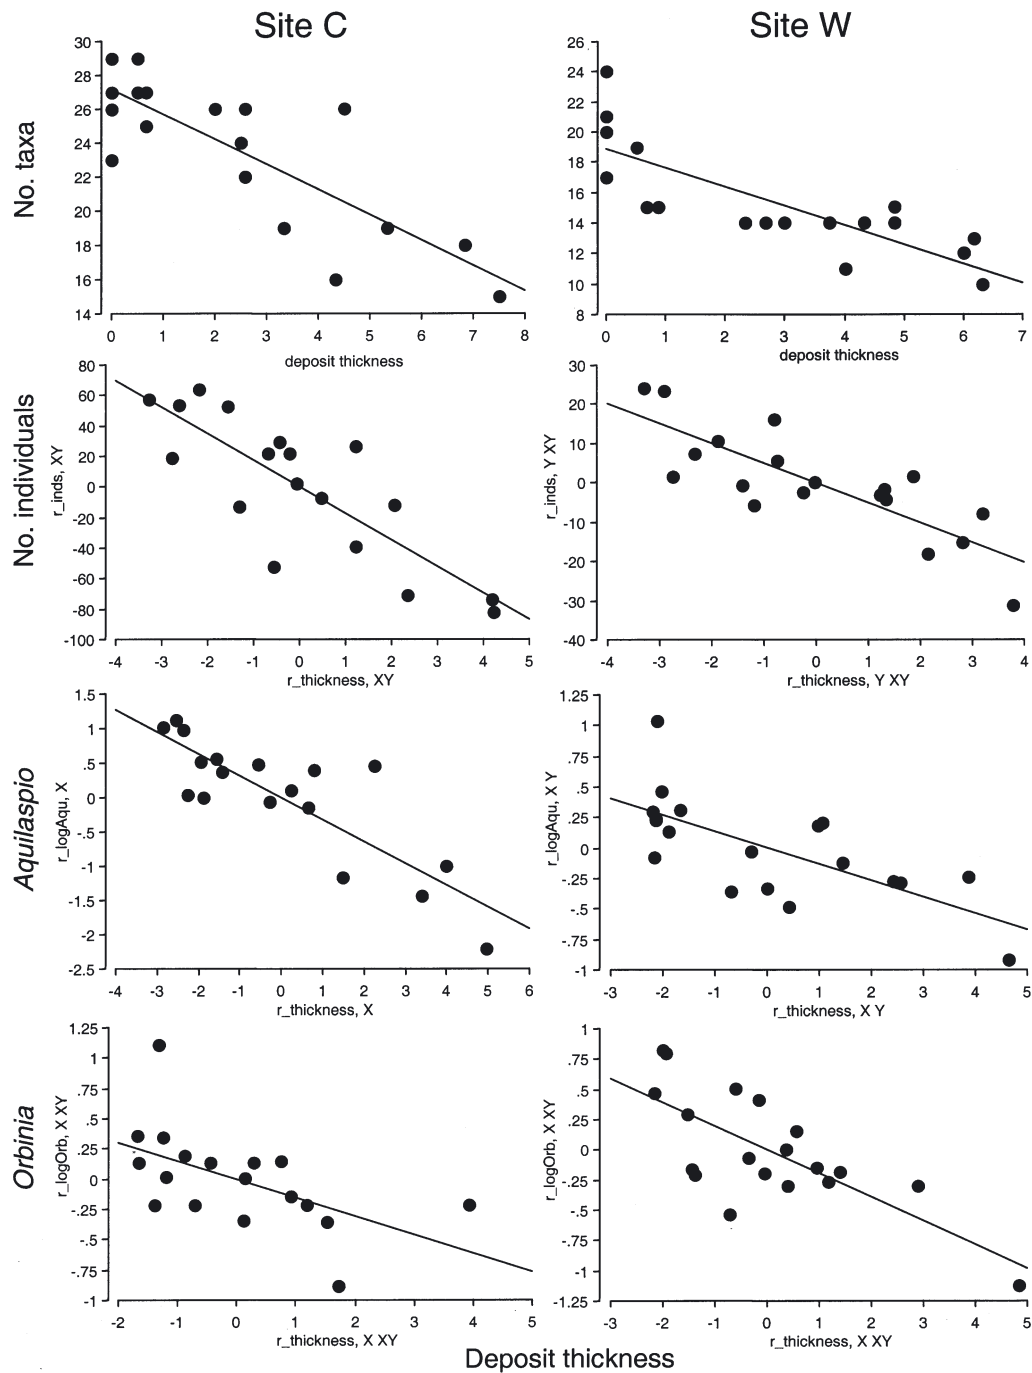 Site C
Site W
No. taxa
30
28
26
24
22
20
18
16
14
0 1 2 3 4 5 6 7 8
deposit thickness
26
24
22
20
18
16
14
12
10
8
0 1 2 3 4 5 6 7
deposit thickness
No. individuals
r_inds, XY
80
60
40
20
0
-20
-40
-60
-80
-100
-4 -3 -2 -1 0 1 2 3 4 5
r_thickness, XY
r_inds, Y XY
30
20
10
0
-10
-20
-30
-40
-4 -3 -2 -1 0 1 2 3 4
r_thickness, Y XY
Aquilaspio
r_logAqu, X
1.5
1
.5
0
-.5
-1
-1.5
-2
-2.5
-4 -3 -2 -1 0 1 2 3 4 5 6
r_thickness, X
r_logAqu, X Y
1.25
1
.75
.5
.25
0
-.25
-.5
-.75
-1
-3 -2 -1 0 1 2 3 4 5
r_thickness, X Y
Orbinia
r_logOrb, X XY
1.25
1
.75
.5
.25
0
-.25
-.5
-.75
-1
-2 -1 0 1 2 3 4 5
r_thickness, X XY
r_logOrb, X XY
1
.75
.5
.25
0
-.25
-.5
-.75
-1
-1.25
-3 -2 -1 0 1 2 3 4 5
r_thickness, X XY
Deposit thickness